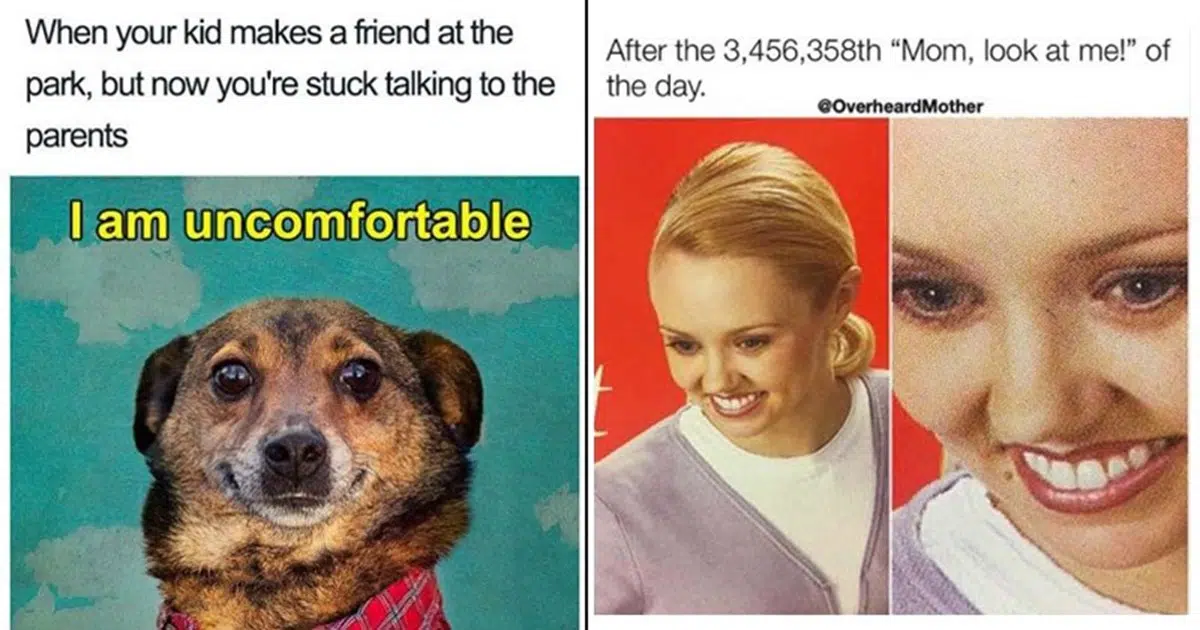 When your kid makes a friend at the
park, but now you're stuck talking to the
parents
I am uncomfortable
After the 3,456,358th “Mom, look at me!” of
the day.
@OverheardMother